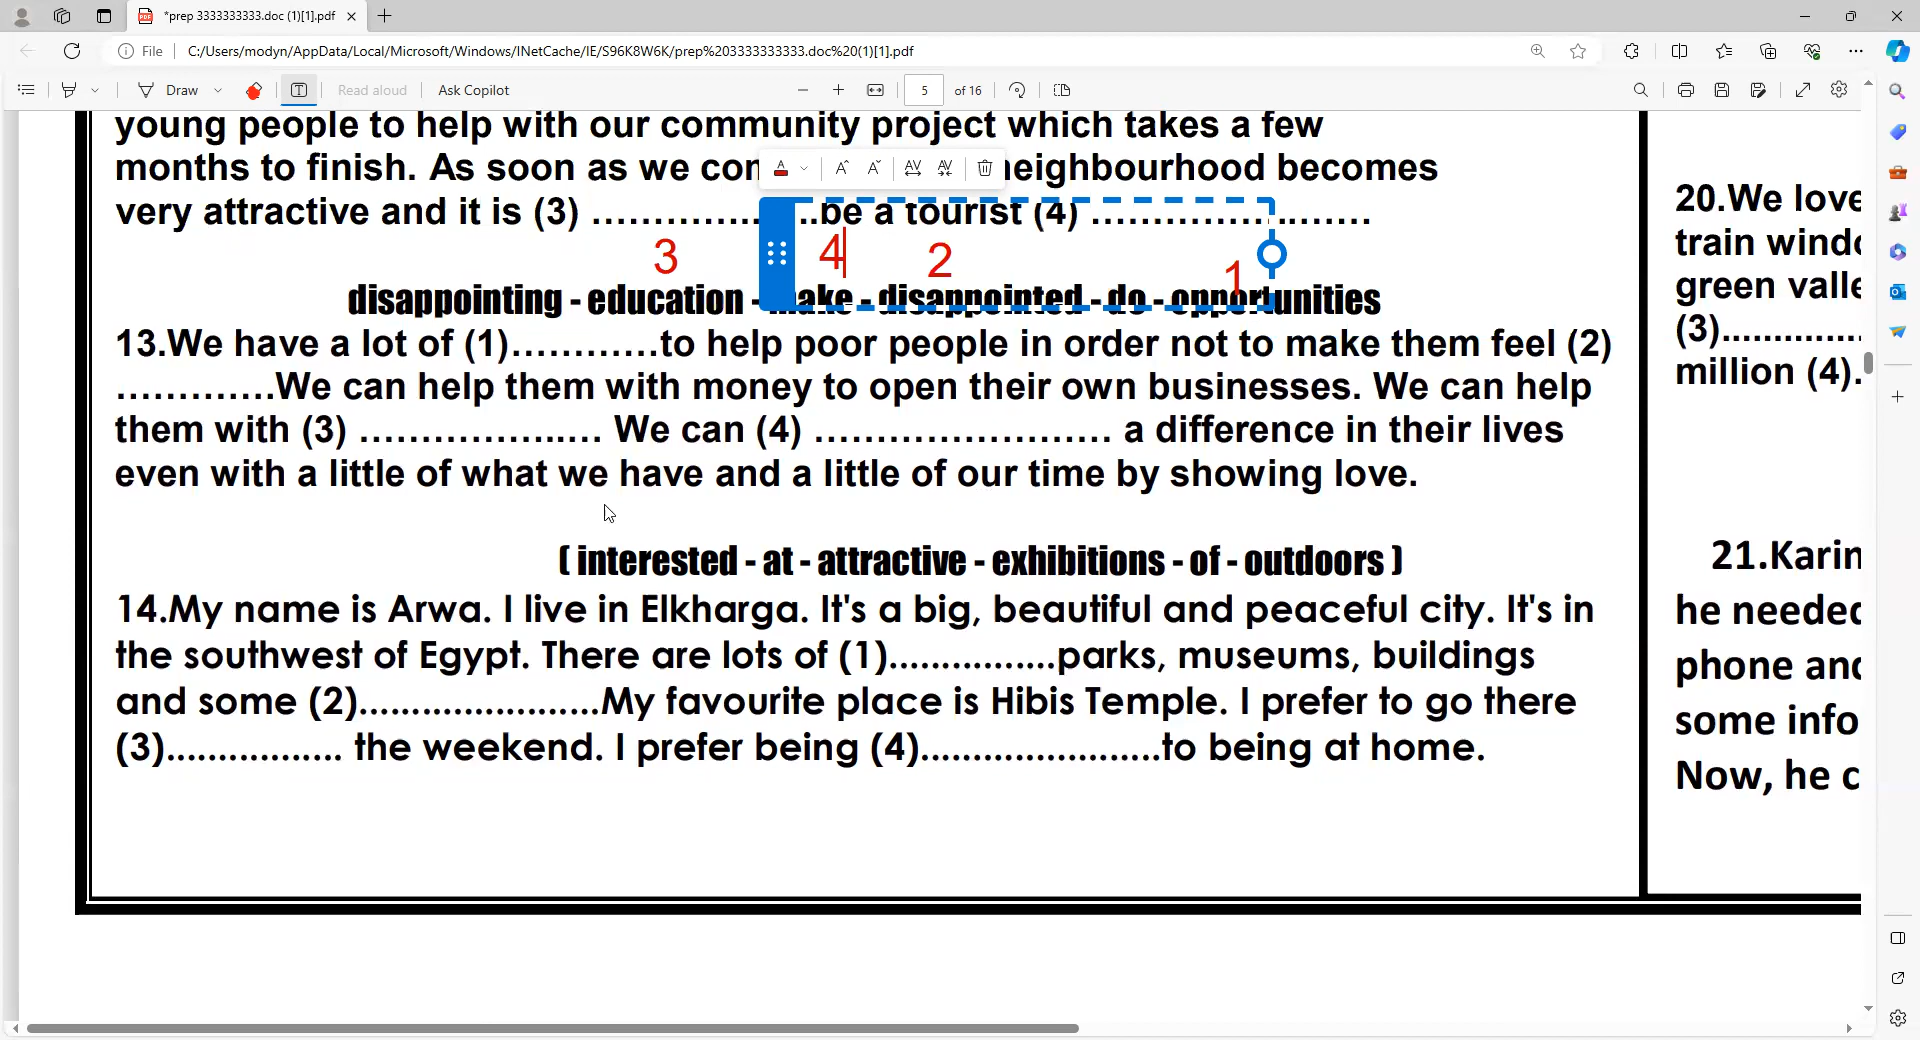 *prep 3333333333.doc (1)[1].pdf
File
C:/Users/modyn/AppData/Local/Microsoft/Windows/INetCache/IE/S96K8W6K/prep%203333333333.doc%20(1)[1].pdf
Draw
Read aloud
Ask Copilot
5 of 16
young people to help with our community project which takes a few
months to finish. As soon as we neighbourhood becomes
very attractive and it is (3) ..................be a tourist (4) .......................
3 4 2 1
disappointing - education - make - disappointed - do - opportunities
13.We have a lot of (1)............to help poor people in order not to make them feel (2)
.............We can help them with money to open their own businesses. We can help
them with (3) .................... We can (4) ........................ a difference in their lives
even with a little of what we have and a little of our time by showing love.
( interested - at - attractive - exhibitions - of - outdoors )
14.My name is Arwa. I live in Elkharga. It's a big, beautiful and peaceful city. It's in
the southwest of Egypt. There are lots of (1)................parks, museums, buildings
and some (2).......................My favourite place is Hibis Temple. I prefer to go there
(3)................. the weekend. I prefer being (4).......................to being at home.
20.We love
train
green valle
(3).............
million (4).
21.Karin
he needed
phone and
some info
Now, he c